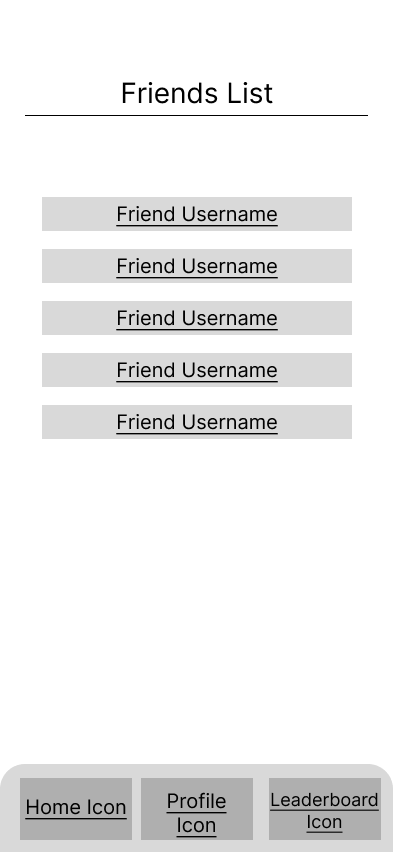 Friends List
Friend Username
Friend Username
Friend Username
Friend Username
Friend Username
Home Icon
Profile
Icon
Leaderboard
Icon